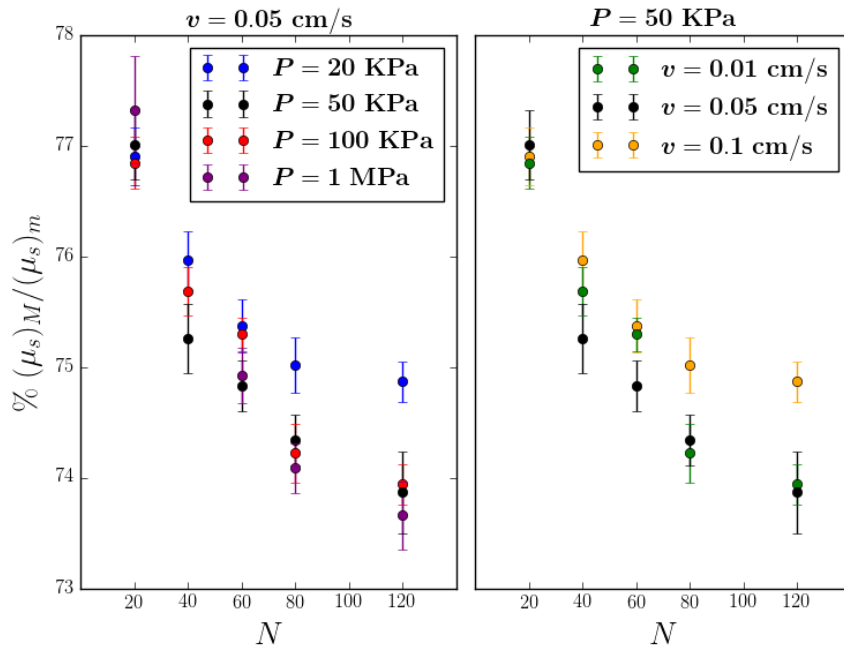 v = 0.05 cm/s
P = 50 KPa
78
77
76
75
74
73
% (μₛ)M/(μₛ)m
P = 20 KPa
P = 50 KPa
P = 100 KPa
P = 1 MPa
v = 0.01 cm/s
v = 0.05 cm/s
v = 0.1 cm/s
20 40 60 80 100 120
20 40 60 80 100 120
N
N